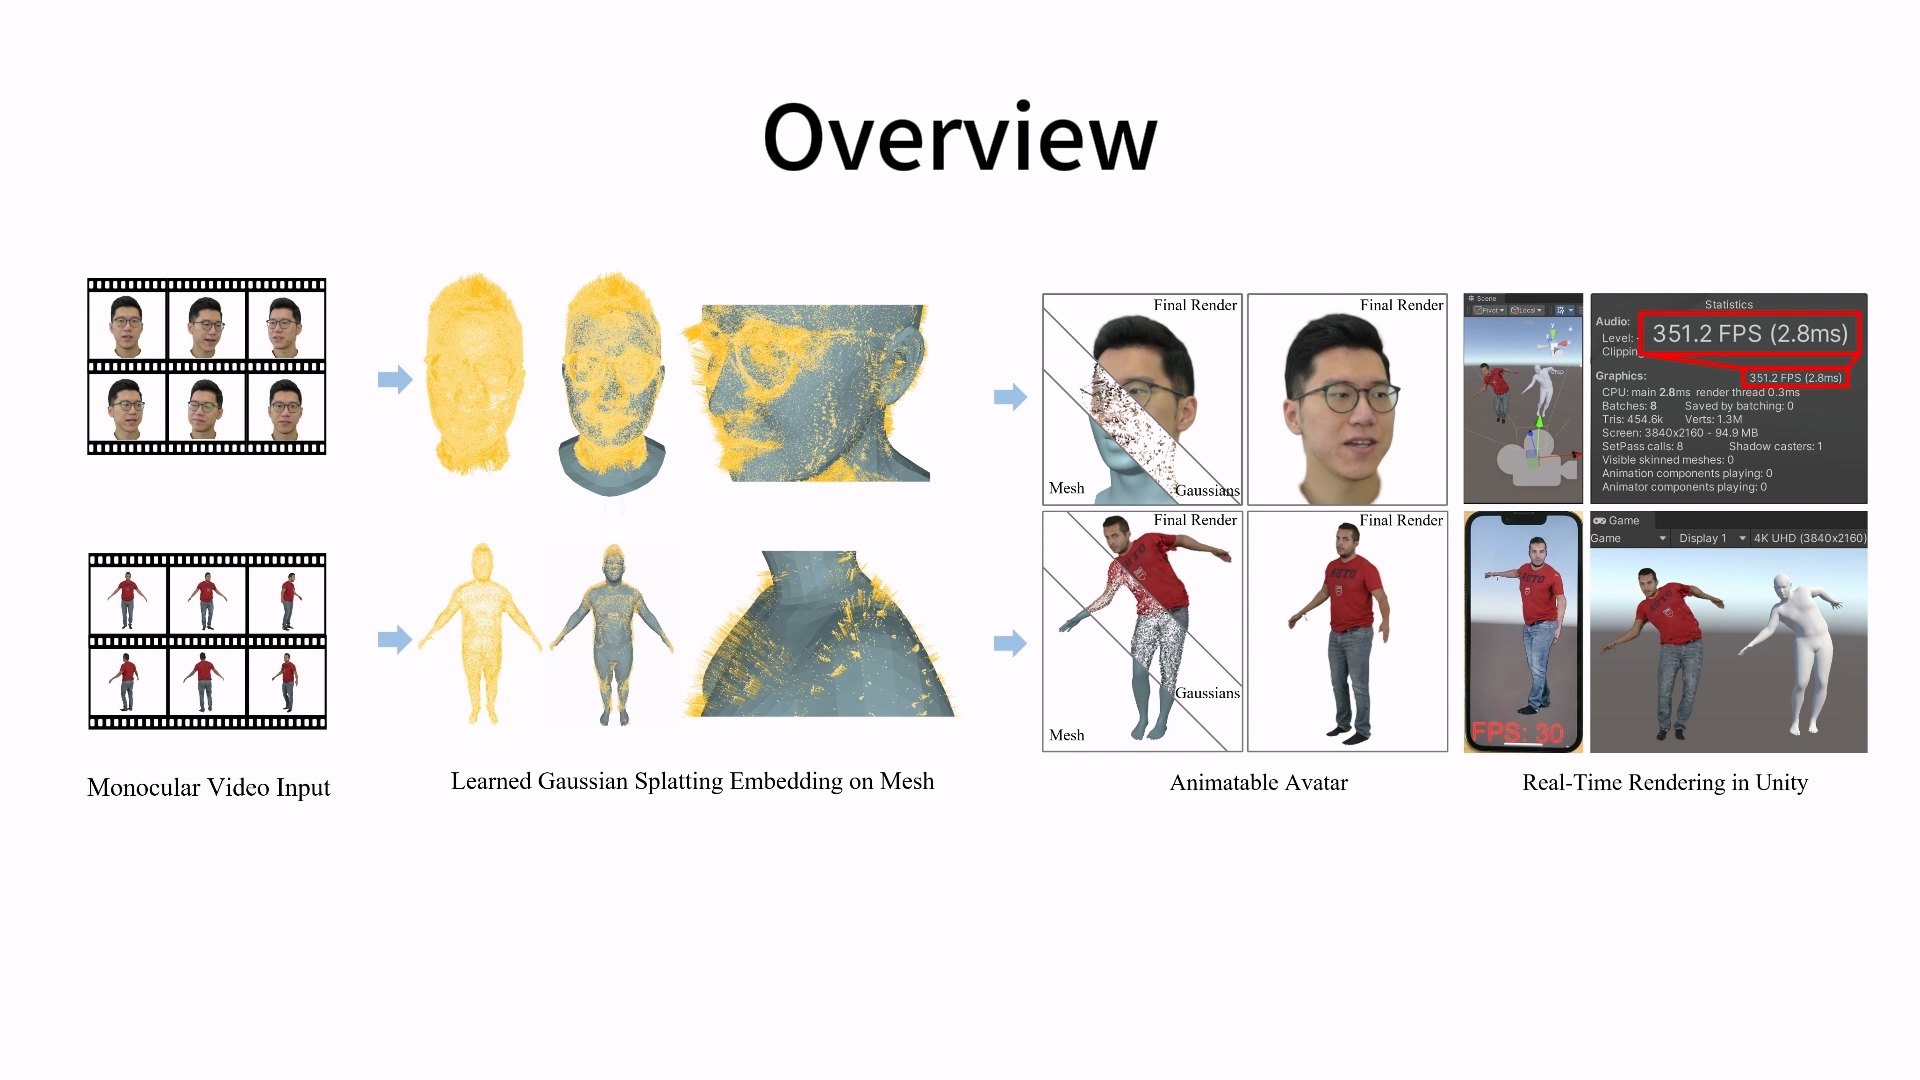 Overview
Final Render
Mesh
Gaussians
Final Render
Scene
Pivot
Local
Statistics
Audio:
351.2 FPS (2.8ms)
Level:
Clipping
351.2 FPS (2.8ms)
Graphics:
CPU: main 2.8ms render thread 0.3ms
Batches: 8 Saved by batching: 0
Tris: 454.6k Verts: 1.3M
Screen: 3840x2160 - 94.9 MB
SetPass calls: 8 Shadow casters: 1
Visible skinned meshes: 0
Animation components playing: 0
Animator components playing: 0
Final Render
Gaussians
Mesh
Final Render
AUTO
FPS: 30
Game
Game Display 1 4K UHD (3840x2160)
Monocular Video Input
Learned Gaussian Splatting Embedding on Mesh
Animatable Avatar
Real-Time Rendering in Unity